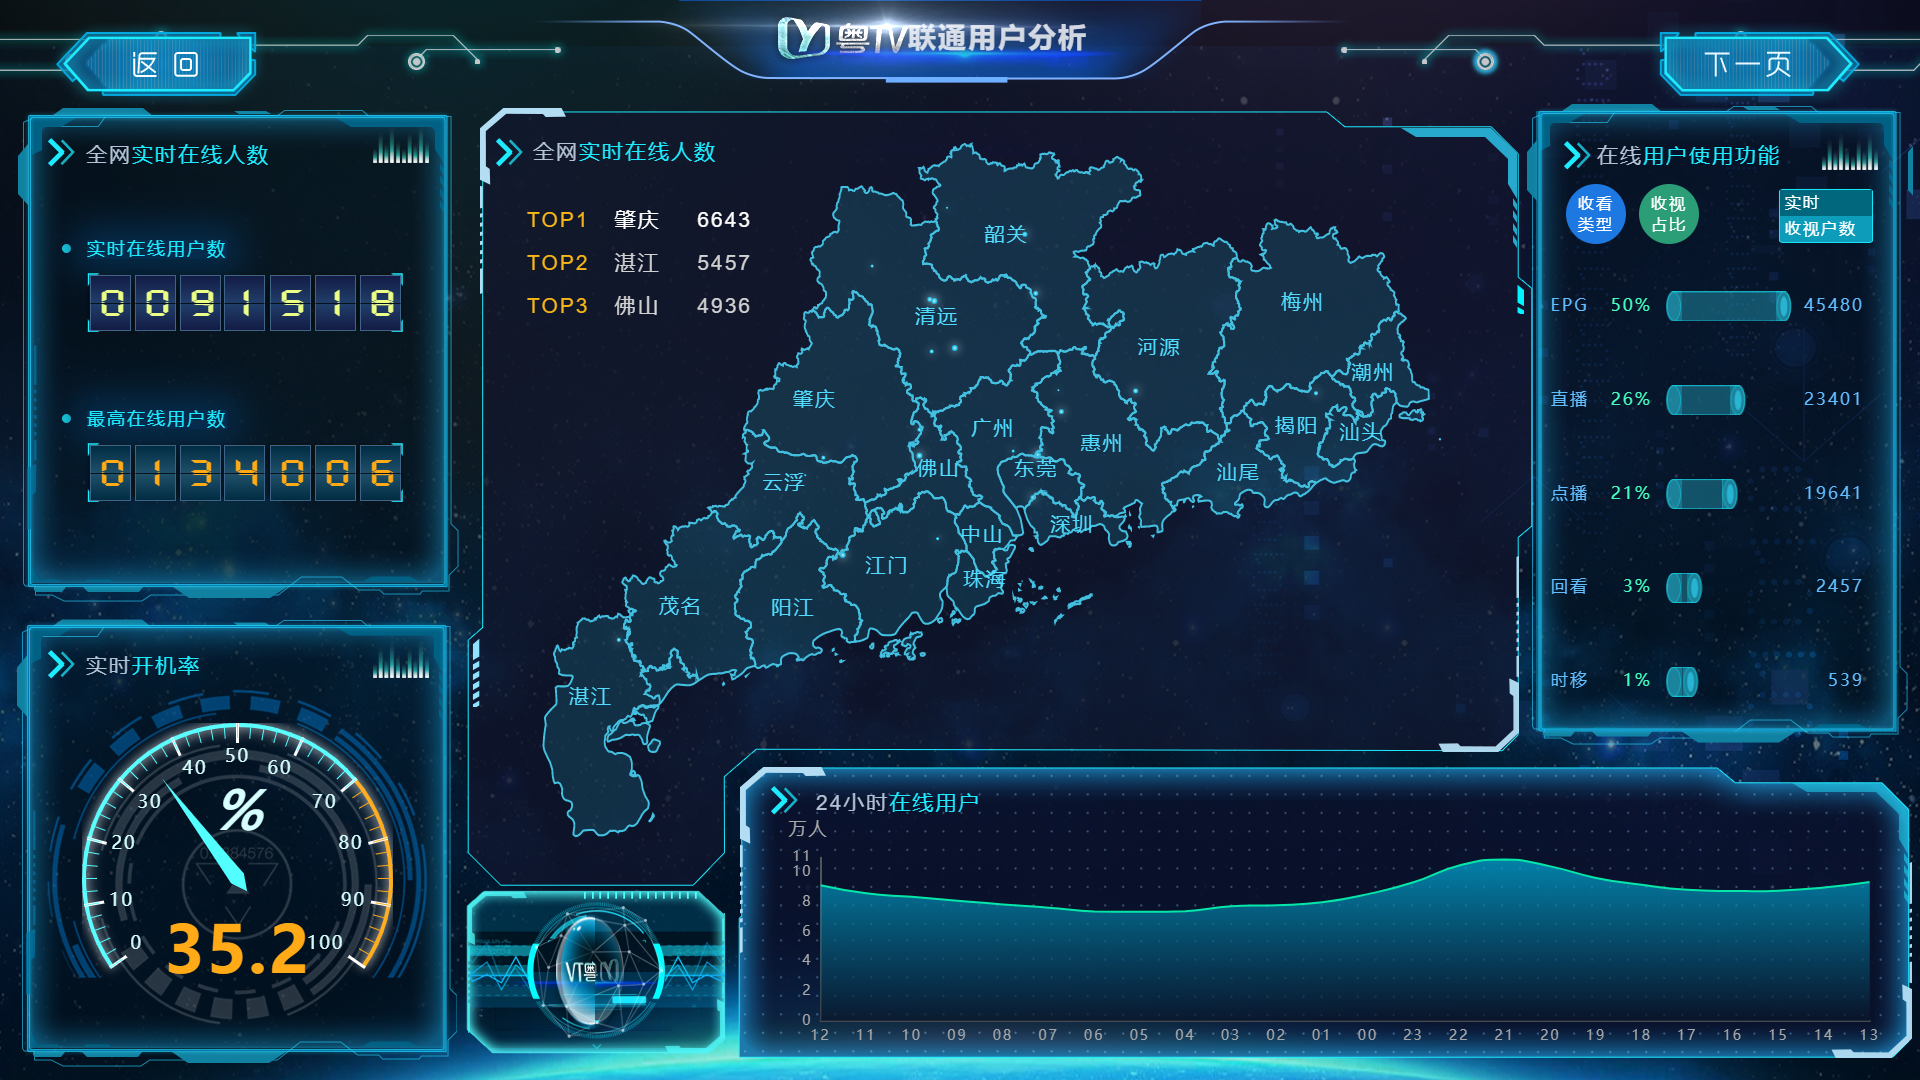 返回
粤TV联通用户分析
下一页
全网实时在线人数
实时在线用户数
0091518
最高在线用户数
0134006
实时开机率
0
10
20
30
40
50
60
70
80
90
100
%
35.2
全网实时在线人数
TOP1 肇庆 6643
TOP2 湛江 5457
TOP3 佛山 4936
韶关
清远
梅州
河源
潮州
肇庆
广州
惠州
揭阳
汕头
佛山
东莞
汕尾
云浮
深圳
中山
江门
珠海
茂名
阳江
湛江
VT粤
在线用户使用功能
收看类型
收视占比
实时
收视户数
EPG 50% 45480
直播 26% 23401
点播 21% 19641
回看 3% 2457
时移 1% 539
24小时在线用户
万人
11
10
8
6
4
2
0
12 11 10 09 08 07 06 05 04 03 02 01 00 23 22 21 20 19 18 17 16 15 14 13